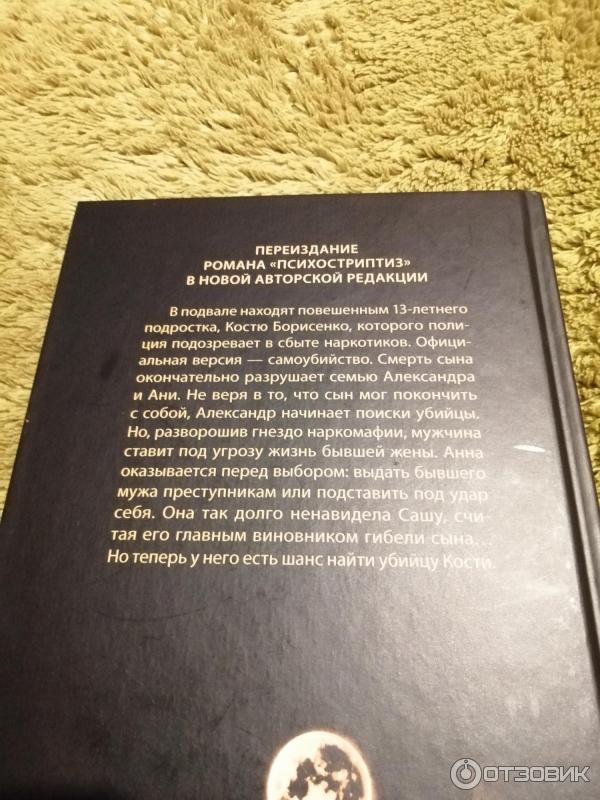 ПЕРЕИЗДАНИЕ
РОМАНА «ПСИХОСТРИПТИЗ»
В НОВОЙ АВТОРСКОЙ РЕДАКЦИИ
В подвале находят повешенным 13-летнего
подростка, Костю Борисенко, которого поли-
ция подозревает в сбыте наркотиков. Офици-
альная версия — самоубийство. Смерть сына
окончательно разрушает семью Александра
и Ани. Не веря в то, что сын мог покончить
с собой, Александр начинает поиски убийцы.
Но, разворошив гнездо наркомафии, мужчина
ставит под угрозу жизнь бывшей жены. Анна
оказывается перед выбором: выдать бывшего
мужа преступникам или подставить под удар
себя. Она так долго ненавидела Сашу, счи-
тая его главным виновником гибели сына...
Но теперь у него есть шанс найти убийцу Кости.
ОТЗОВИК